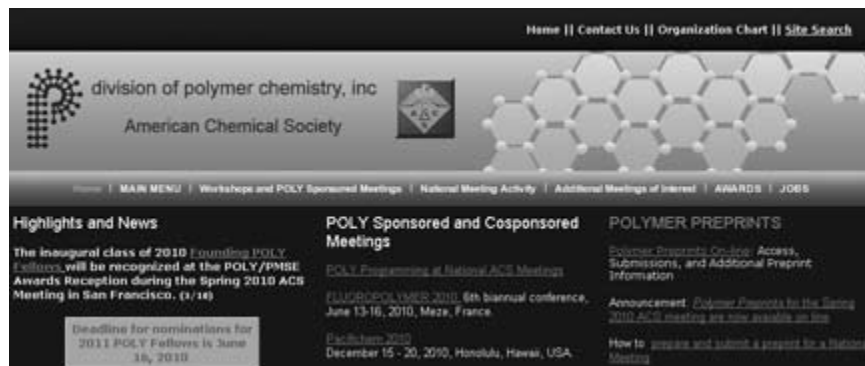 Home || Contact Us || Organization Chart || Site Search
division of polymer chemistry, inc
American Chemical Society
Home | MAIN MENU | Workshops and POLY Sponsored Meetings | National Meeting Activity | Additional Meetings of Interest | AWARDS | JOBS
Highlights and News
The inaugural class of 2010 Founding POLY
Fellows will be recognized at the POLY/PMSE
Awards Reception during the Spring 2010 ACS
Meeting in San Francisco. (1/10)
Deadline for nominations for
2011 POLY Fellows is June
16, 2010
POLY Sponsored and Cosponsored
Meetings
POLY Programming at National ACS Meetings
FLUOROPOLYMER 2010, 6th biannual conference,
June 13-16, 2010, Meze, France.
Pacifichem 2010
December 15 - 20, 2010, Honolulu, Hawaii, USA.
POLYMER PREPRINTS
Polymer Preprints On-line: Access,
Submissions, and Additional Preprint
Information
Announcement: Polymer Preprints for the Spring
2010 ACS meeting are now available on line
How to prepare and submit a preprint for a National
Meeting